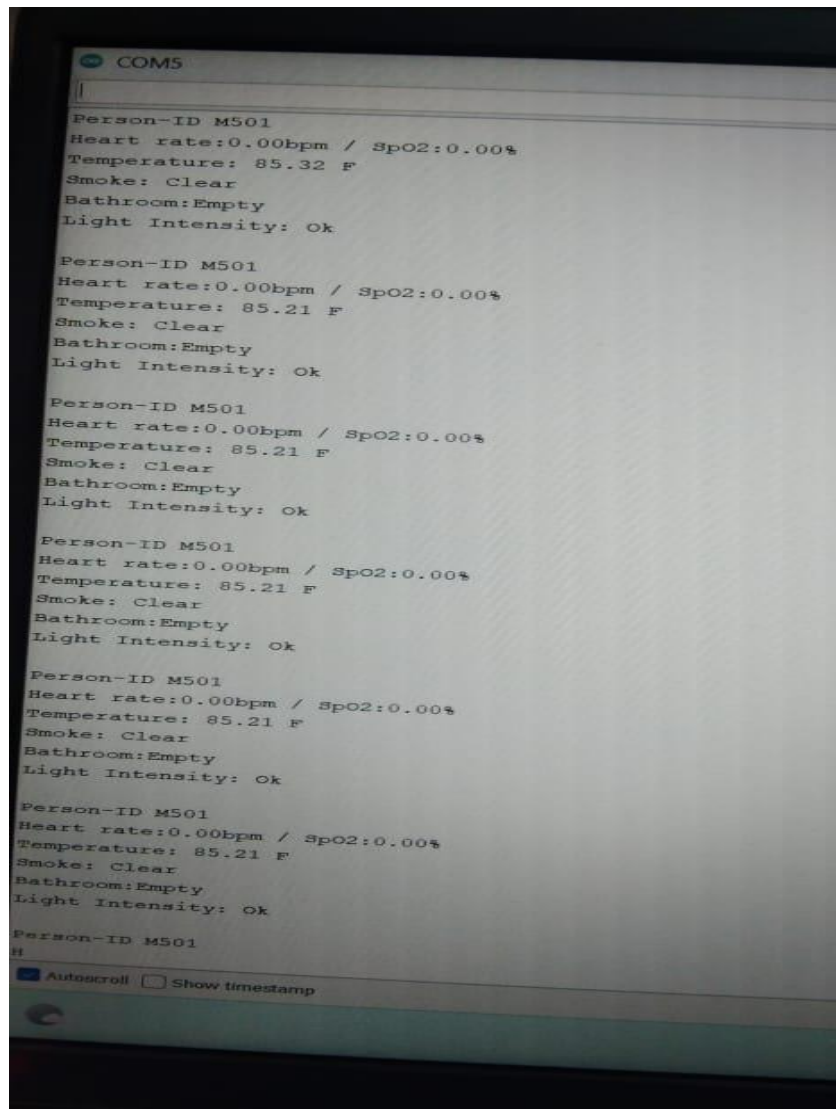 COM5
Person-ID M501
Heart rate:0.00bpm / SpO2:0.00%
Temperature: 85.32 F
Smoke: Clear
Bathroom:Empty
Light Intensity: Ok
Person-ID M501
Heart rate:0.00bpm / SpO2:0.00%
Temperature: 85.21 F
Smoke: Clear
Bathroom:Empty
Light Intensity: Ok
Person-ID M501
Heart rate:0.00bpm / SpO2:0.00%
Temperature: 85.21 F
Smoke: Clear
Bathroom:Empty
Light Intensity: Ok
Person-ID M501
Heart rate:0.00bpm / SpO2:0.00%
Temperature: 85.21 F
Smoke: Clear
Bathroom:Empty
Light Intensity: Ok
Person-ID M501
Heart rate:0.00bpm / SpO2:0.00%
Temperature: 85.21 F
Smoke: Clear
Bathroom:Empty
Light Intensity: Ok
Person-ID M501
Heart rate:0.00bpm / SpO2:0.00%
Temperature: 85.21 F
Smoke: Clear
Bathroom:Empty
Light Intensity: Ok
Person-ID M501
H
Autoscroll Show timestamp